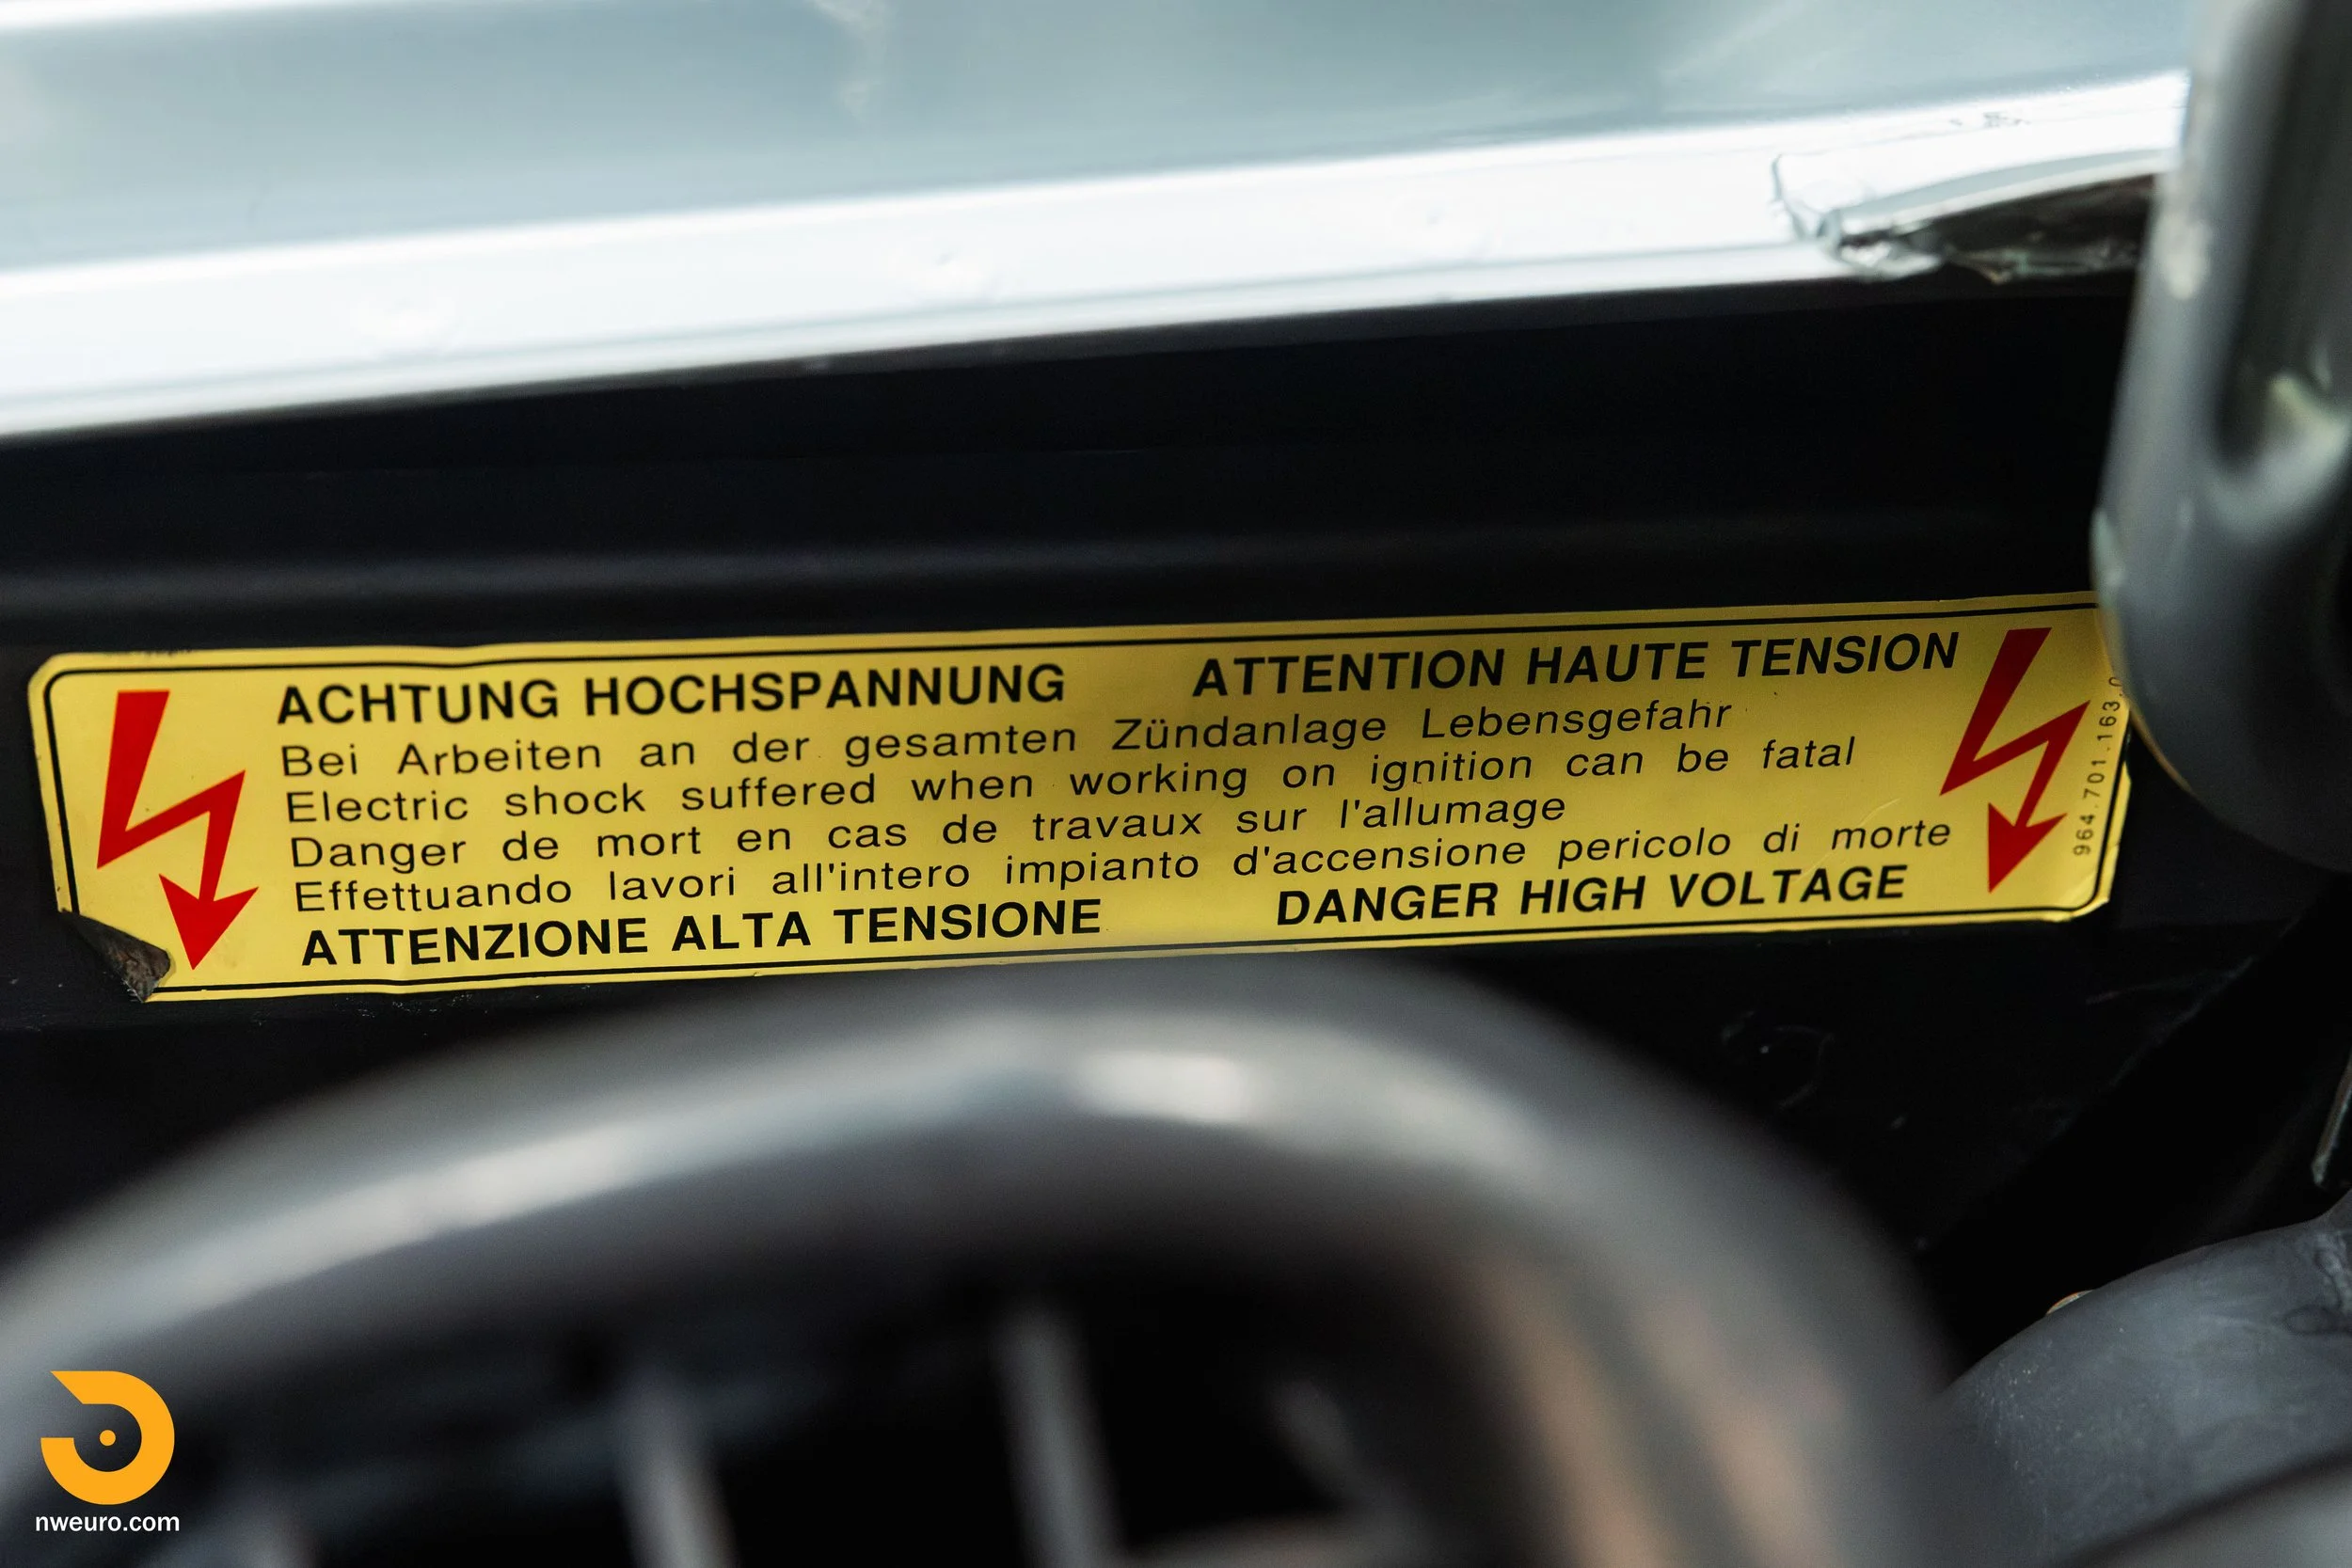 ACHTUNG HOCHSPANNUNG ATTENTION HAUTE TENSION
Bei Arbeiten an der gesamten Zündanlage Lebensgefahr
Electric shock suffered when working on ignition can be fatal
Danger de mort en cas de travaux sur l'allumage
Effettuando lavori all'intero impianto d'accensione pericolo di morte
ATTENZIONE ALTA TENSIONE DANGER HIGH VOLTAGE
964.701.163.0
nweuro.com